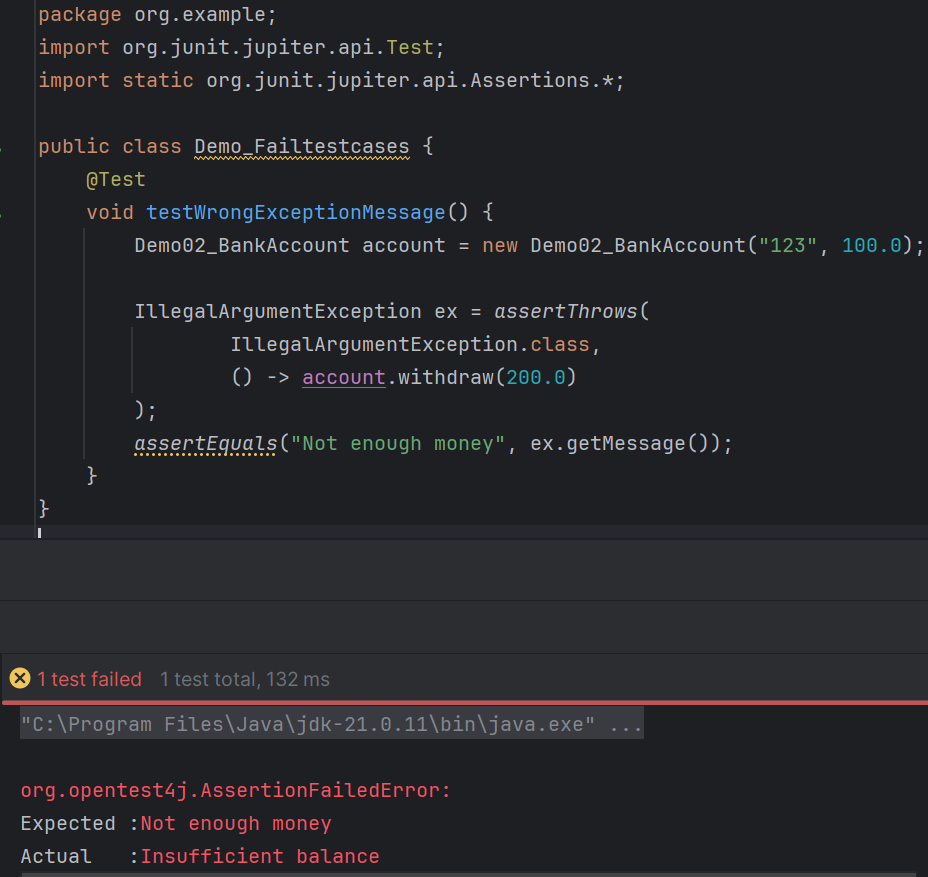 package org.example;
import org.junit.jupiter.api.Test;
import static org.junit.jupiter.api.Assertions.*;
public class Demo_Failtestcases {
@Test
void testWrongExceptionMessage() {
Demo02_BankAccount account = new Demo02_BankAccount("123", 100.0);
IllegalArgumentException ex = assertThrows(
IllegalArgumentException.class,
() -> account.withdraw(200.0)
);
assertEquals("Not enough money", ex.getMessage());
}
}
1 test failed 1 test total, 132 ms
"C:\Program Files\Java\jdk-21.0.11\bin\java.exe" ...
org.opentest4j.AssertionFailedError:
Expected :Not enough money
Actual   :Insufficient balance